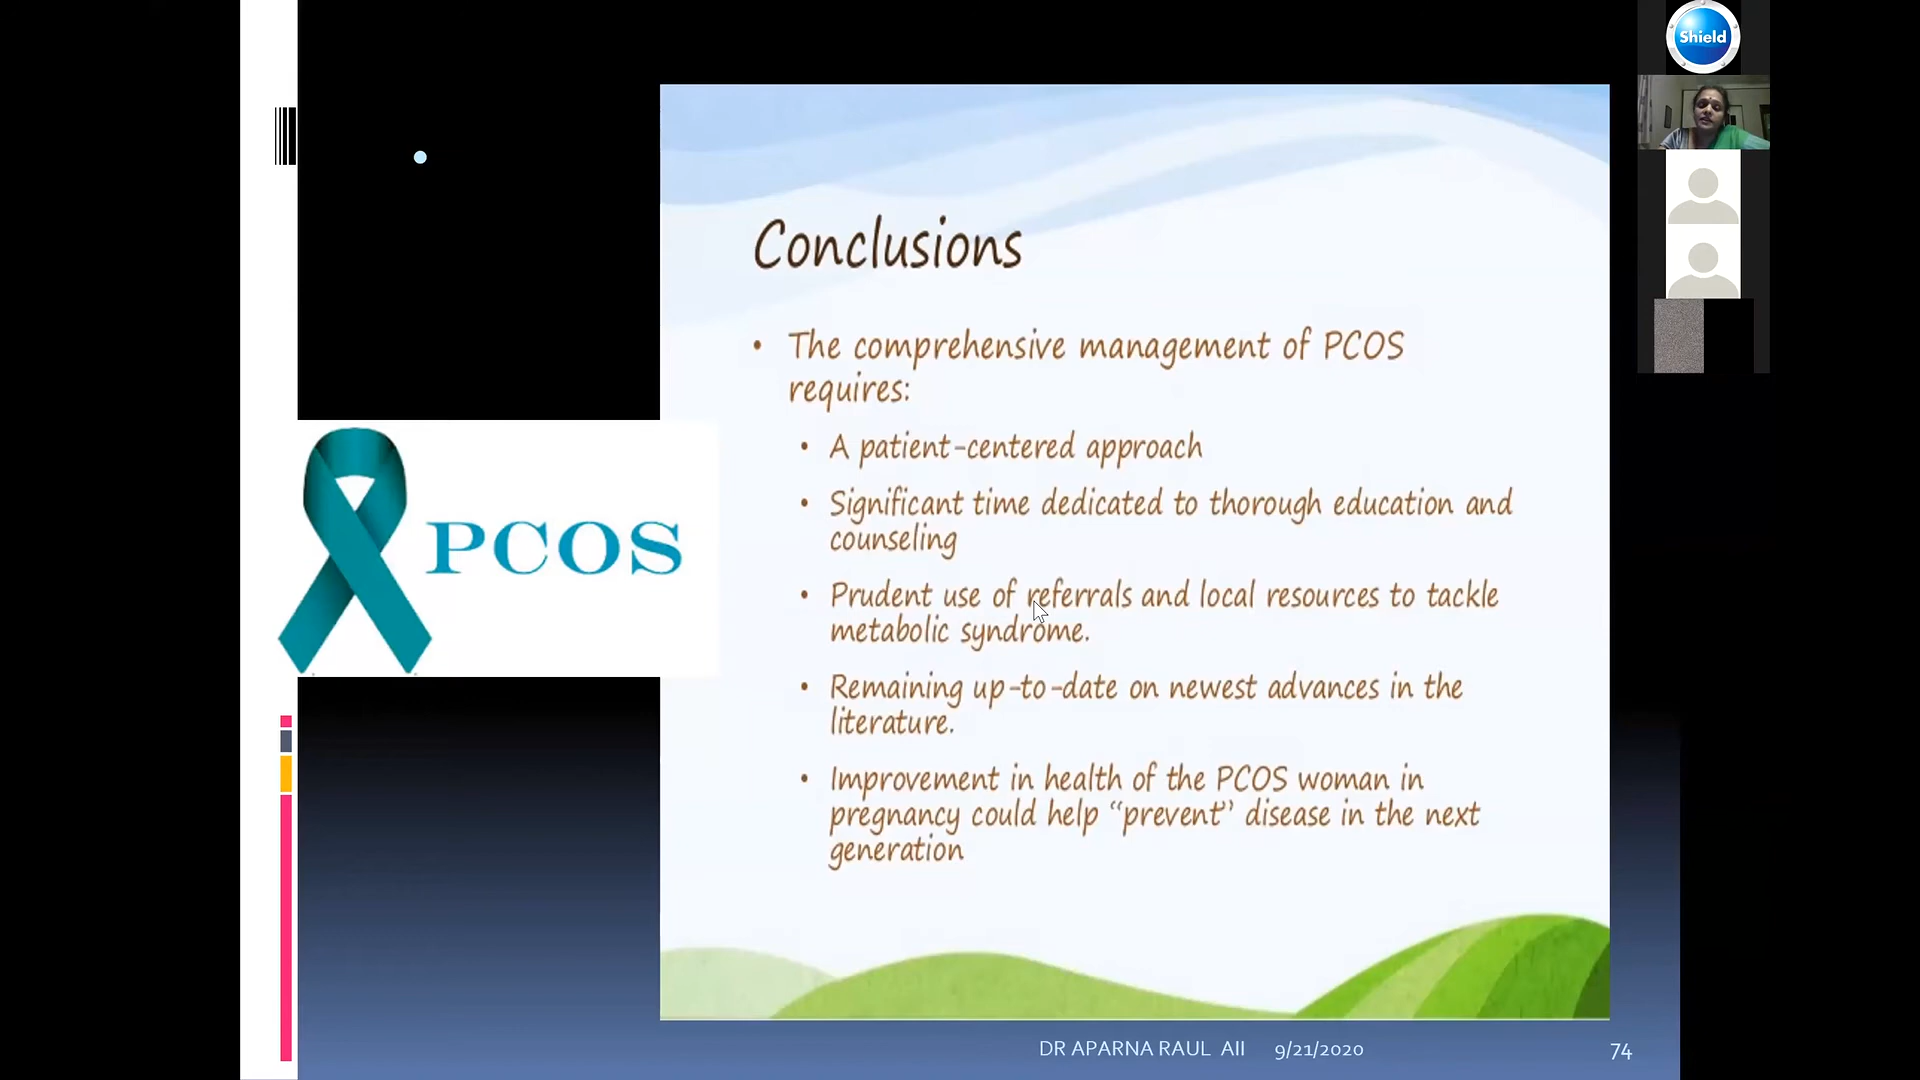 Shield
Conclusions
• The comprehensive management of PCOS
requires:
• A patient-centered approach
• Significant time dedicated to thorough education and
counseling
• Prudent use of referrals and local resources to tackle
metabolic syndrome.
• Remaining up-to-date on newest advances in the
literature.
• Improvement in health of the PCOS woman in
pregnancy could help “prevent” disease in the next
generation
PCOS
DR APARNA RAUL AII 9/21/2020 74